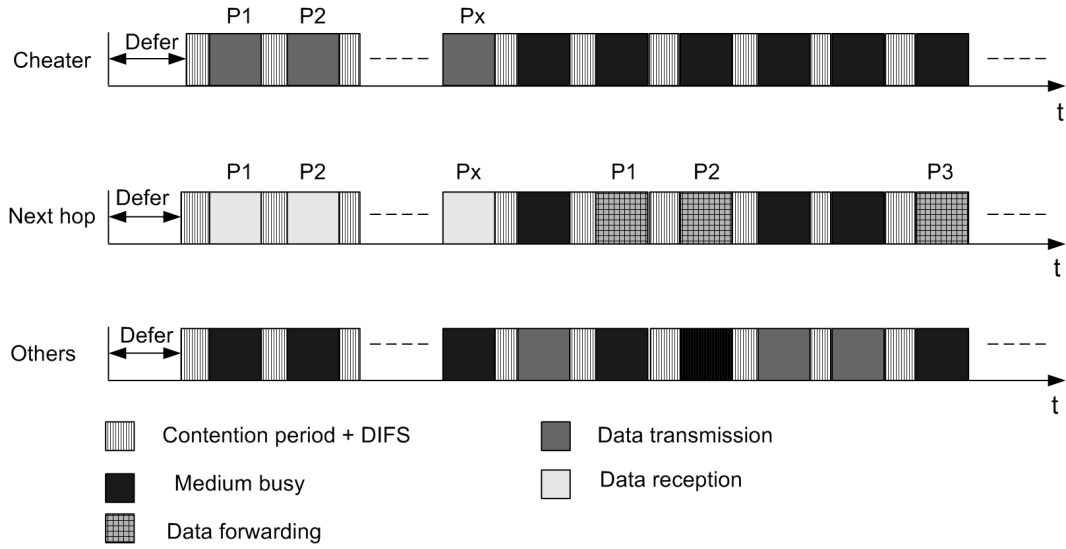 P1 P2 Px
Defer
Cheater
t
P1 P2 Px P1 P2 P3
Defer
Next hop
t
Defer
Others
t
Contention period + DIFS
Data transmission
Medium busy
Data reception
Data forwarding